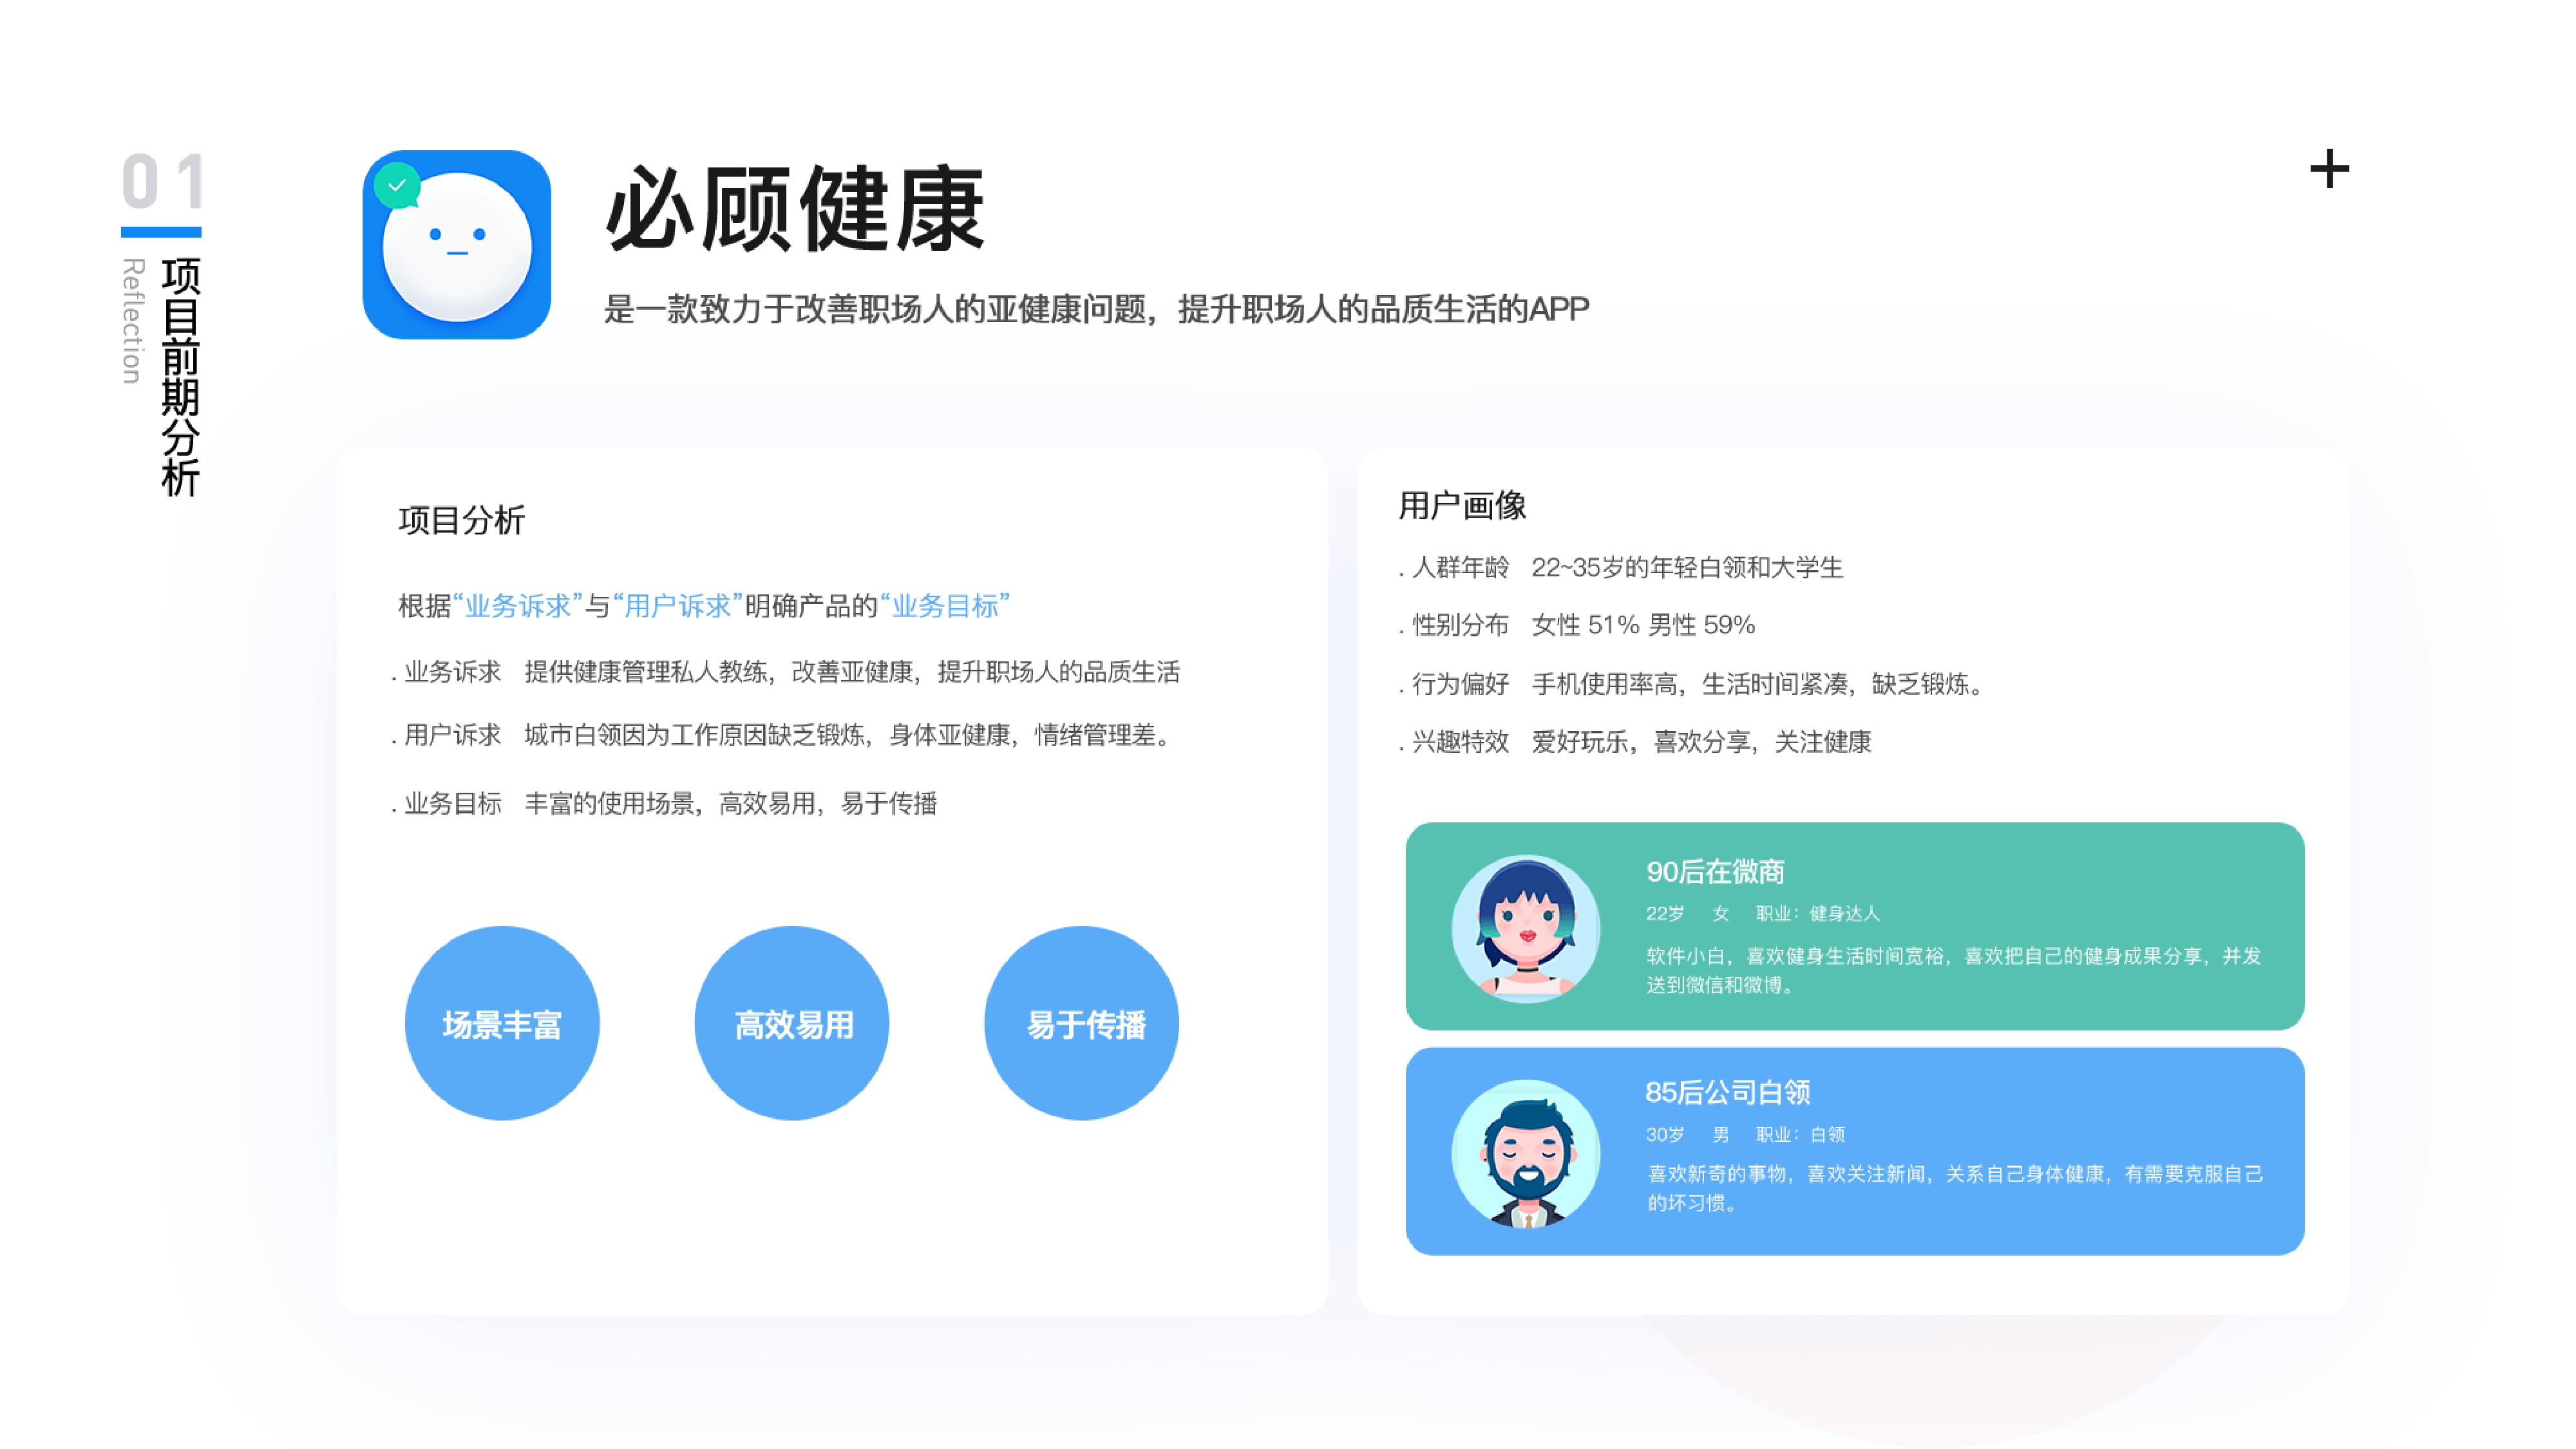 01
项目前期分析
Reflection
必顾健康
是一款致力于改善职场人的亚健康问题，提升职场人的品质生活的APP
项目分析
根据“业务诉求”与“用户诉求”明确产品的“业务目标”
. 业务诉求 提供健康管理私人教练，改善亚健康，提升职场人的品质生活
. 用户诉求 城市白领因为工作原因缺乏锻炼，身体亚健康，情绪管理差。
. 业务目标 丰富的使用场景，高效易用，易于传播
场景丰富
高效易用
易于传播
用户画像
. 人群年龄 22~35岁的年轻白领和大学生
. 性别分布 女性 51% 男性 59%
. 行为偏好 手机使用率高，生活时间紧凑，缺乏锻炼。
. 兴趣特效 爱好玩乐，喜欢分享，关注健康
90后在微商
22岁 女 职业：健身达人
软件小白，喜欢健身生活时间宽裕，喜欢把自己的健身成果分享，并发
送到微信和微博。
85后公司白领
30岁 男 职业：白领
喜欢新奇的事物，喜欢关注新闻，关系自己身体健康，有需要克服自己
的坏习惯。